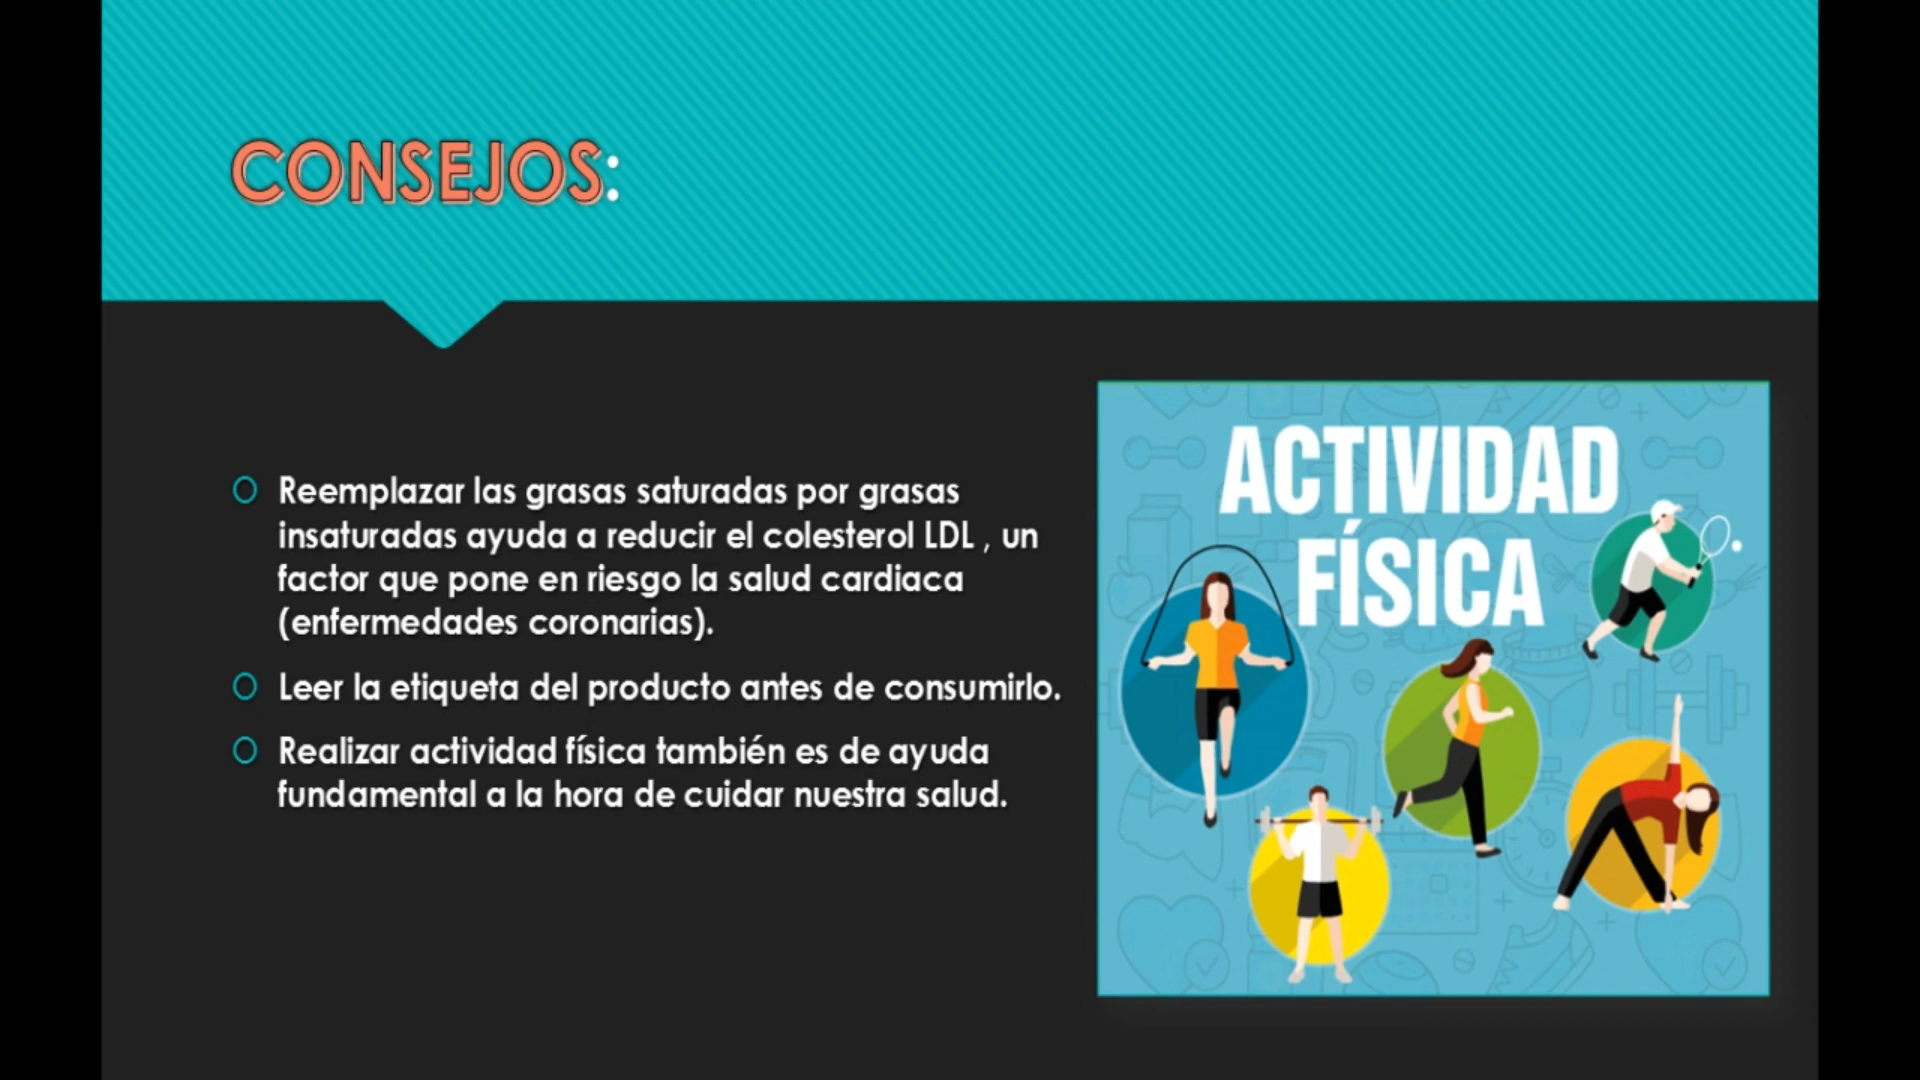 CONSEJOS:
Reemplazar las grasas saturadas por grasas
insaturadas ayuda a reducir el colesterol LDL , un
factor que pone en riesgo la salud cardiaca
(enfermedades coronarias).
Leer la etiqueta del producto antes de consumirlo.
Realizar actividad física también es de ayuda
fundamental a la hora de cuidar nuestra salud.
ACTIVIDAD
FÍSICA